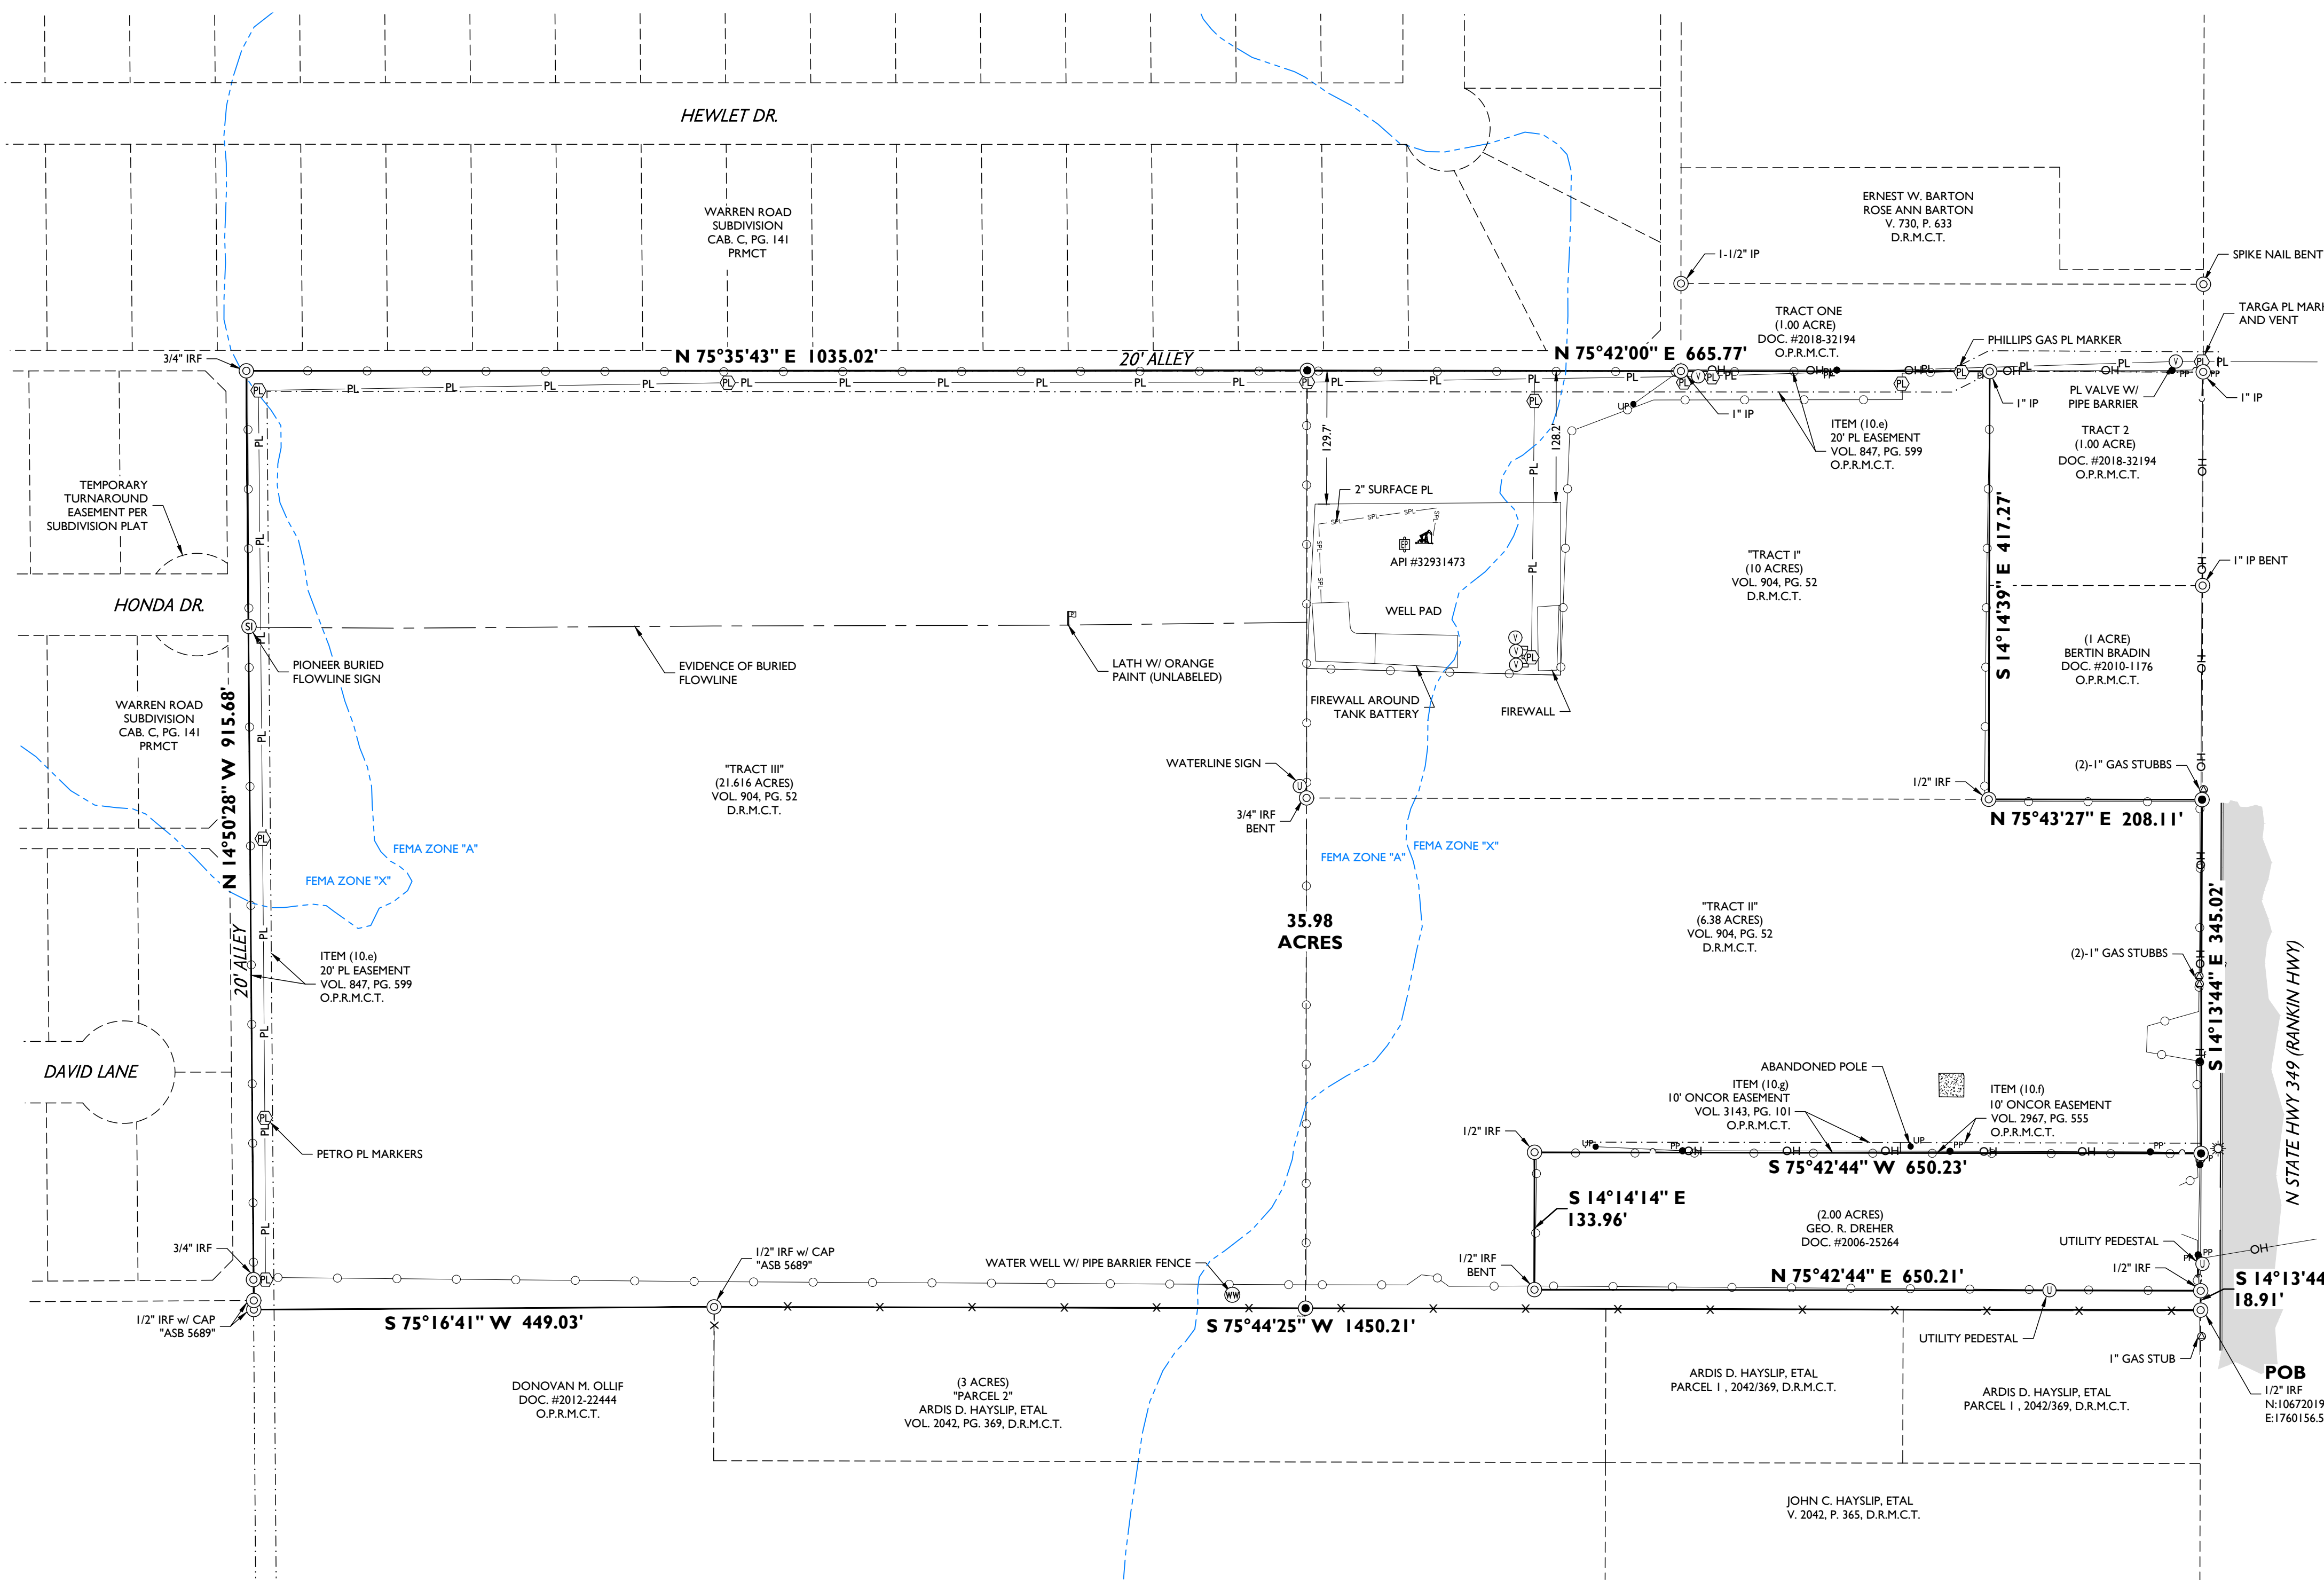 HEWLET DR.
WARREN ROAD
SUBDIVISION
CAB. C, PG. 141
PRMCT
ERNEST W. BARTON
ROSE ANN BARTON
V. 730, P. 633
D.R.M.C.T.
1-1/2" IP
SPIKE NAIL BENT
TRACT ONE
(1.00 ACRE)
DOC. #2018-32194
O.P.R.M.C.T.
TARGA PL
AND VENT
PHILLIPS GAS PL MARKER
3/4" IRF
N 75°35'43" E 1035.02'
20' ALLEY
N 75°42'00" E 665.77'
PL VALVE W/
PIPE BARRIER
1" IP
1" IP
1" IP
129.7'
128.2'
ITEM (10.e)
20' PL EASEMENT
VOL. 847, PG. 599
O.P.R.M.C.T.
TRACT 2
(1.00 ACRE)
DOC. #2018-32194
O.P.R.M.C.T.
TEMPORARY
TURNAROUND
EASEMENT PER
SUBDIVISION PLAT
2" SURFACE PL
API #32931473
WELL PAD
"TRACT I"
(10 ACRES)
VOL. 904, PG. 52
D.R.M.C.T.
S 14°14'39" E 417.27'
1" IP BENT
HONDA DR.
PIONEER BURIED
FLOWLINE SIGN
EVIDENCE OF BURIED
FLOWLINE
LATH W/ ORANGE
PAINT (UNLABELED)
FIREWALL AROUND
TANK BATTERY
FIREWALL
(1 ACRE)
BERTIN BRADIN
DOC. #2010-1176
O.P.R.M.C.T.
WARREN ROAD
SUBDIVISION
CAB. C, PG. 141
PRMCT
N 14°50'28" W 915.68'
"TRACT III"
(21.616 ACRES)
VOL. 904, PG. 52
D.R.M.C.T.
WATERLINE SIGN
3/4" IRF
BENT
1/2" IRF
(2)-1" GAS STUBBS
N 75°43'27" E 208.11'
FEMA ZONE "A"
FEMA ZONE "X"
FEMA ZONE "A"
FEMA ZONE "X"
35.98
ACRES
"TRACT II"
(6.38 ACRES)
VOL. 904, PG. 52
D.R.M.C.T.
(2)-1" GAS STUBBS
S 14°13'44" E 345.02'
N STATE HWY 349 (RANKIN HWY)
20' ALLEY
ITEM (10.e)
20' PL EASEMENT
VOL. 847, PG. 599
O.P.R.M.C.T.
DAVID LANE
PETRO PL MARKERS
ABANDONED POLE
ITEM (10.g)
10' ONCOR EASEMENT
VOL. 3143, PG. 101
O.P.R.M.C.T.
ITEM (10.f)
10' ONCOR EASEMENT
VOL. 2967, PG. 555
O.P.R.M.C.T.
1/2" IRF
S 75°42'44" W 650.23'
S 14°14'14" E
133.96'
(2.00 ACRES)
GEO. R. DREHER
DOC. #2006-25264
UTILITY PEDESTAL
1/2" IRF
3/4" IRF
1/2" IRF w/ CAP
"ASB 5689"
WATER WELL W/ PIPE BARRIER FENCE
1/2" IRF
BENT
N 75°42'44" E 650.21'
S 14°13'44"
18.91'
1/2" IRF w/ CAP
"ASB 5689"
S 75°16'41" W 449.03'
S 75°44'25" W 1450.21'
UTILITY PEDESTAL
1" GAS STUB
POB
1/2" IRF
N:10672019
E:1760156.5
DONOVAN M. OLLIF
DOC. #2012-22444
O.P.R.M.C.T.
(3 ACRES)
"PARCEL 2"
ARDIS D. HAYSLIP, ETAL
VOL. 2042, PG. 369, D.R.M.C.T.
ARDIS D. HAYSLIP, ETAL
PARCEL 1 , 2042/369, D.R.M.C.T.
ARDIS D. HAYSLIP, ETAL
PARCEL 1 , 2042/369, D.R.M.C.T.
JOHN C. HAYSLIP, ETAL
V. 2042, P. 365, D.R.M.C.T.